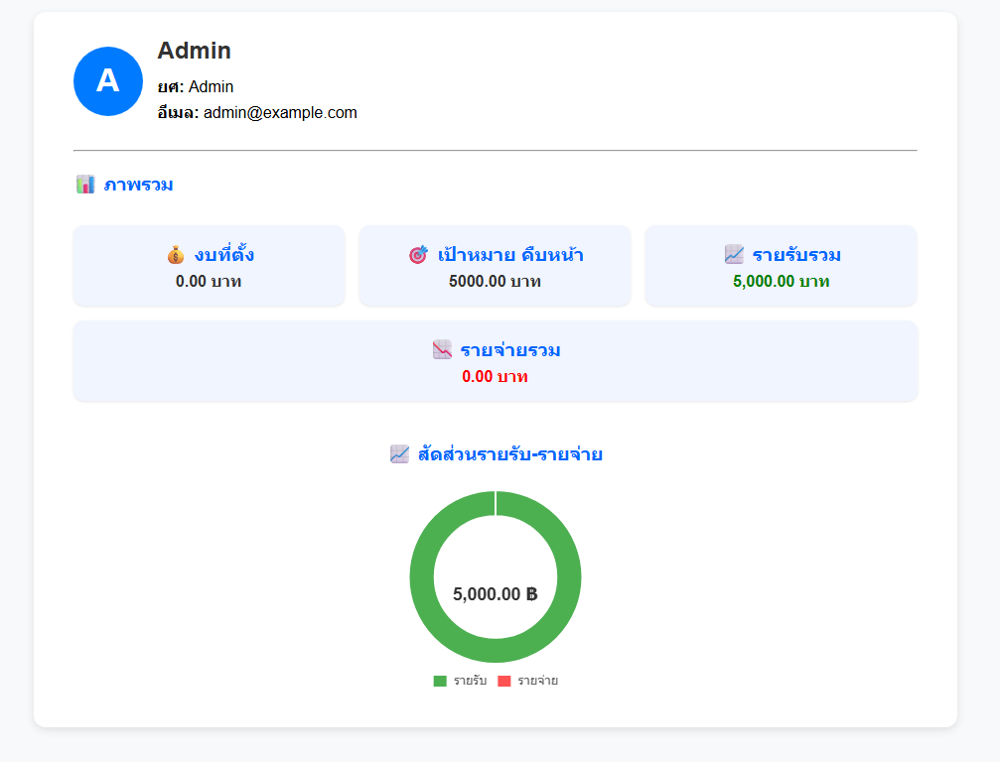 A
Admin
ยศ: Admin
อีเมล: admin@example.com
ภาพรวม
งบที่ตั้ง
0.00 บาท
เป้าหมาย คืบหน้า
5000.00 บาท
รายรับรวม
5,000.00 บาท
รายจ่ายรวม
0.00 บาท
สัดส่วนรายรับ-รายจ่าย
5,000.00 ฿
รายรับ รายจ่าย